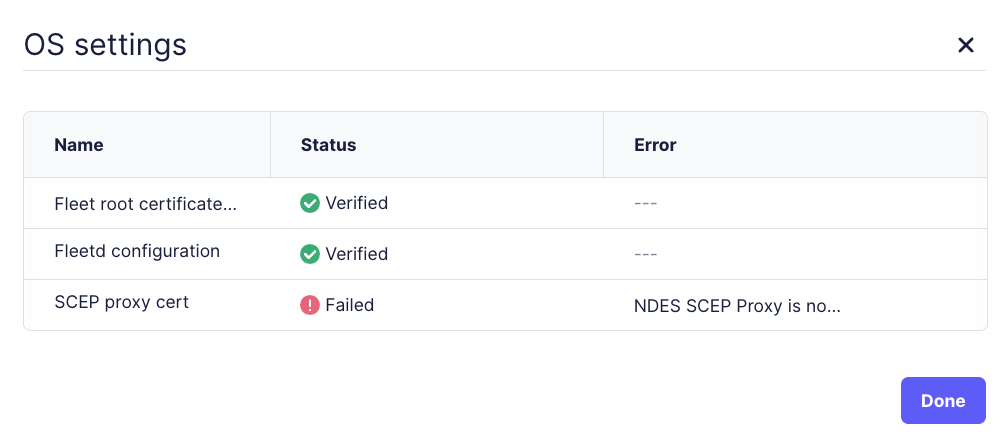 OS settings
Name Status Error
Fleet root certificate... Verified ---
Fleetd configuration Verified ---
SCEP proxy cert Failed NDES SCEP Proxy is no...
Done